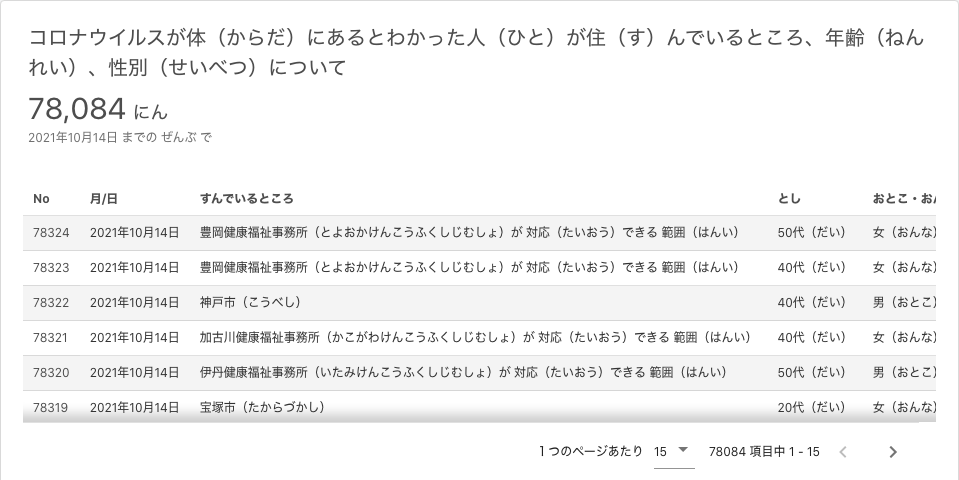 コロナウイルスが体（からだ）にあるとわかった人（ひと）が住（す）んでいるところ、年齢（ねん
れい）、性別（せいべつ）について
78,084 にん
2021年10月14日 までの ぜんぶ で
No 月/日 すんでいるところ とし おとこ・おん
78324 2021年10月14日 豊岡健康福祉事務所（とよおかけんこうふくしじむしょ）が 対応（たいおう）できる 範囲（はんい） 50代（だい） 女（おんな）
78323 2021年10月14日 豊岡健康福祉事務所（とよおかけんこうふくしじむしょ）が 対応（たいおう）できる 範囲（はんい） 40代（だい） 女（おんな）
78322 2021年10月14日 神戸市（こうべし） 40代（だい） 男（おとこ）
78321 2021年10月14日 加古川健康福祉事務所（かこがわけんこうふくしじむしょ）が 対応（たいおう）できる 範囲（はんい） 40代（だい） 女（おんな）
78320 2021年10月14日 伊丹健康福祉事務所（いたみけんこうふくしじむしょ）が 対応（たいおう）できる 範囲（はんい） 50代（だい） 男（おとこ）
78319 2021年10月14日 宝塚市（たからづかし） 20代（だい） 女（おんな）
1 つのページあたり 15 78084 項目中 1 - 15